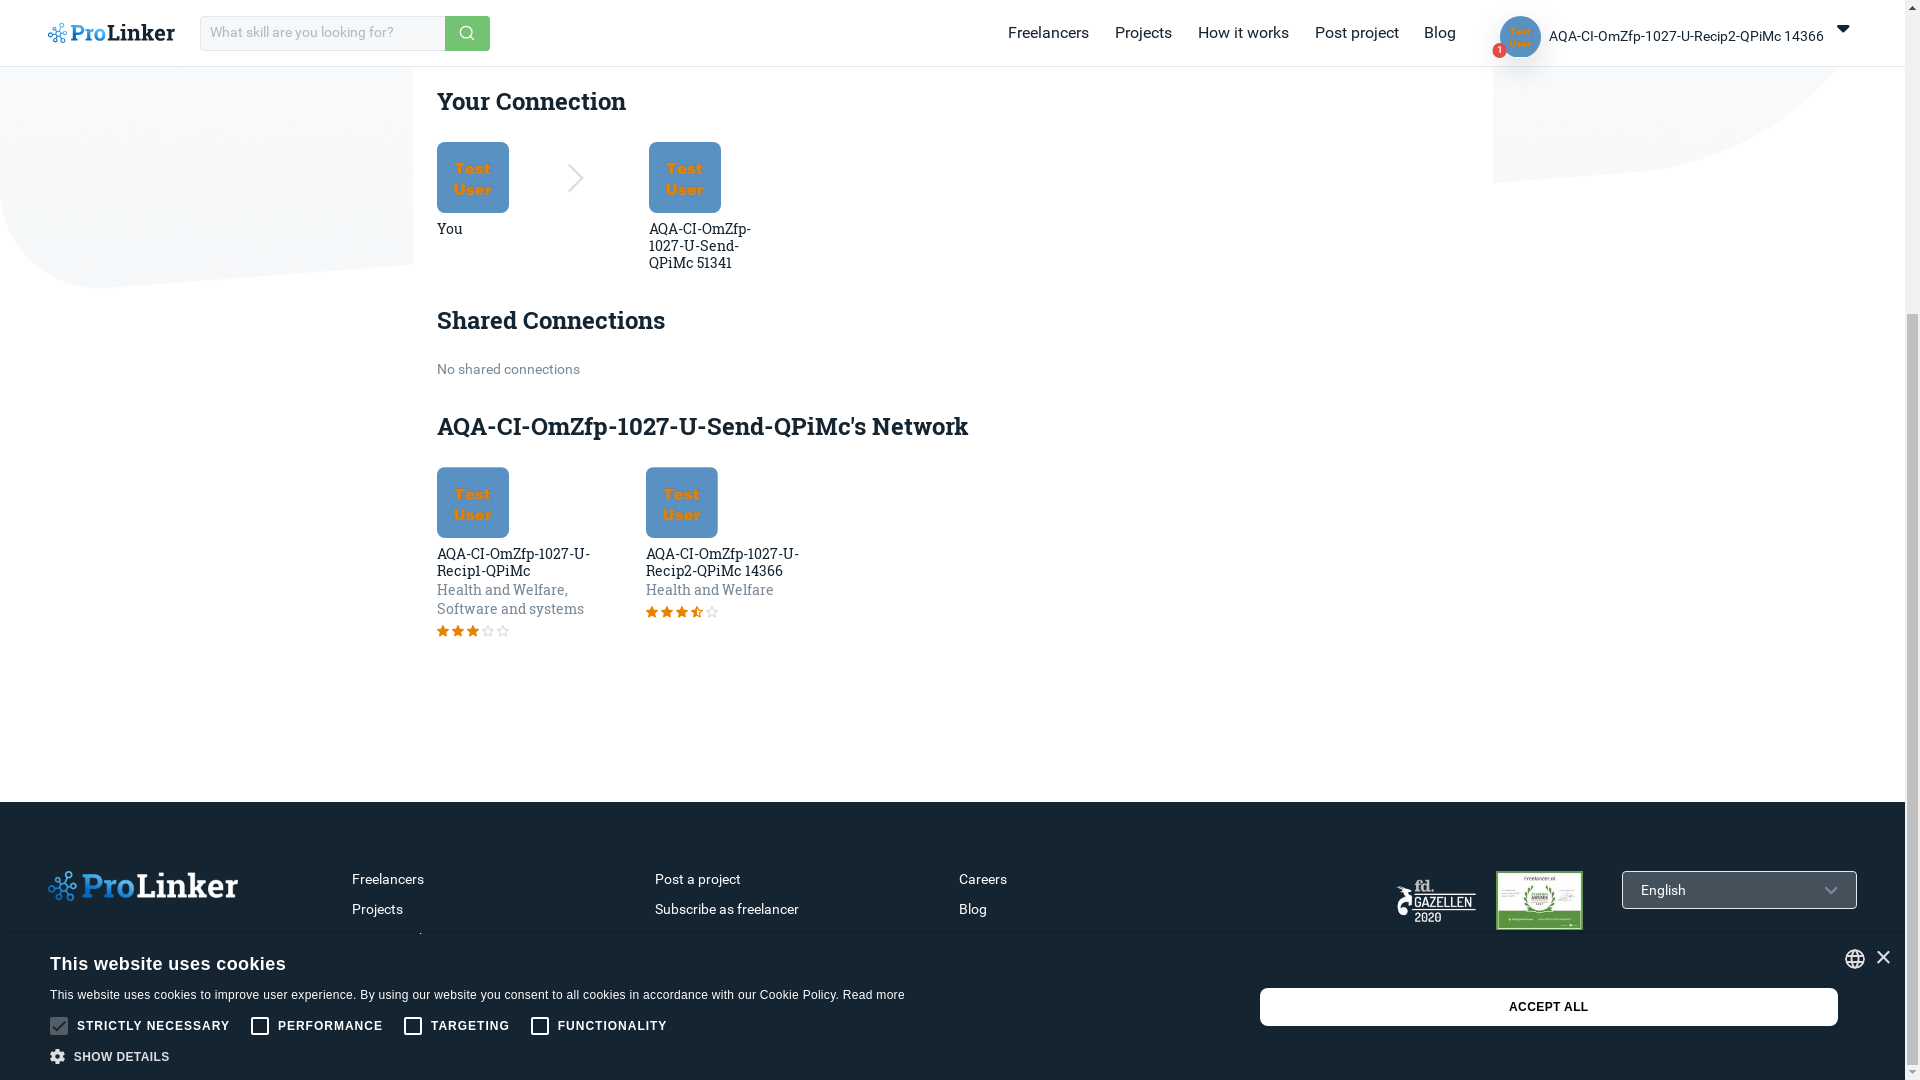 ProLinker
What skill are you looking for?
Freelancers
Projects
How it works
Post project
Blog
Test
User
1
AQA-CI-OmZfp-1027-U-Recip2-QPiMc 14366
Your Connection
Test
User
Test
User
You
AQA-CI-OmZfp-
1027-U-Send-
QPiMc 51341
Shared Connections
No shared connections
AQA-CI-OmZfp-1027-U-Send-QPiMc's Network
Test
User
Test
User
AQA-CI-OmZfp-1027-U-
Recip1-QPiMc
Health and Welfare,
Software and systems
AQA-CI-OmZfp-1027-U-
Recip2-QPiMc 14366
Health and Welfare
ProLinker
Freelancers
Projects
Post a project
Subscribe as freelancer
Careers
Blog
fd.
GAZELLEN
2020
Freelancer.nl
English
This website uses cookies
This website uses cookies to improve user experience. By using our website you consent to all cookies in accordance with our Cookie Policy. Read more
STRICTLY NECESSARY
PERFORMANCE
TARGETING
FUNCTIONALITY
SHOW DETAILS
ACCEPT ALL